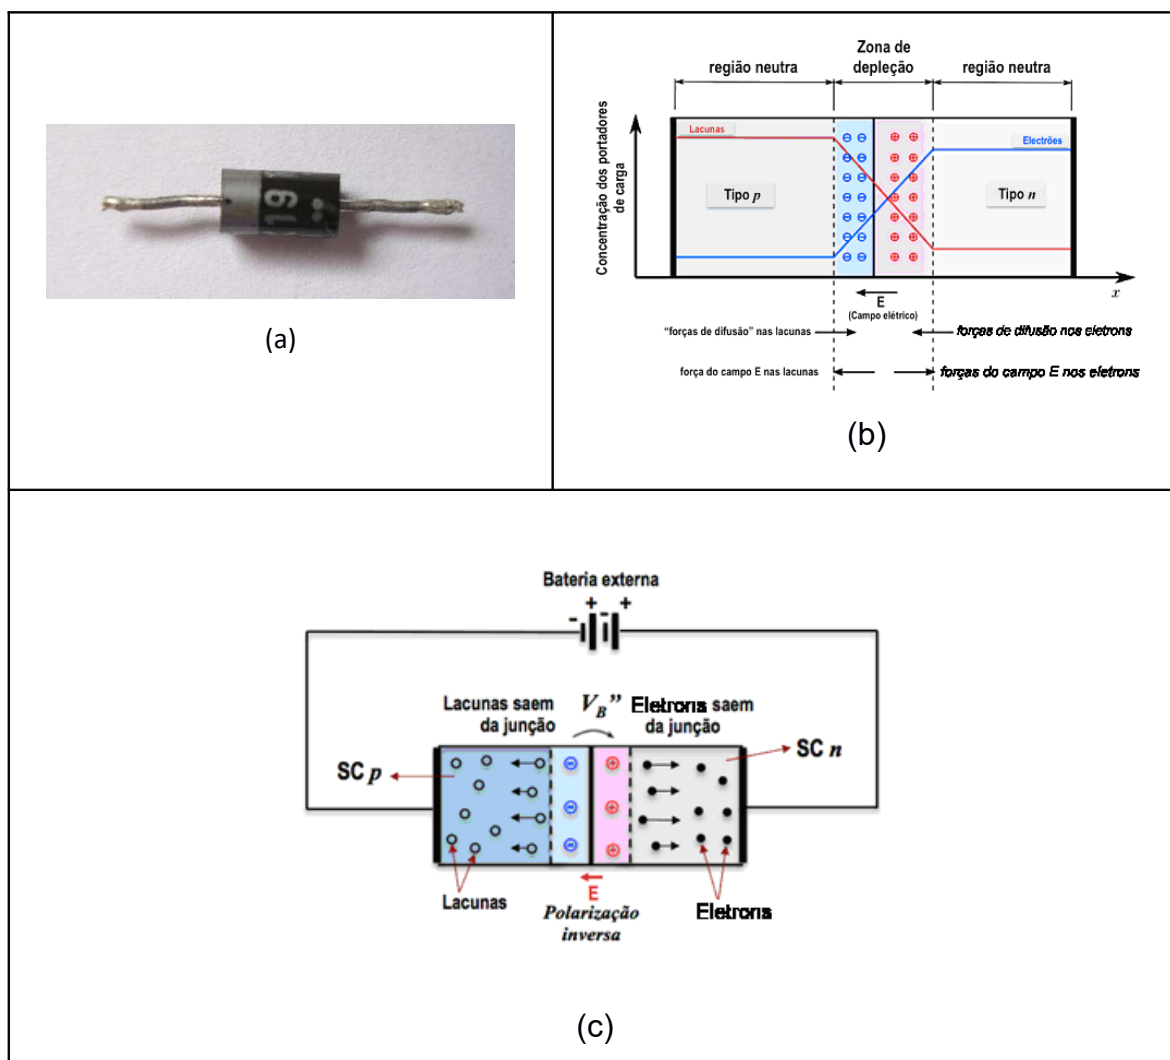 19
(a)
Zona de
depleção
região neutra
região neutra
Concentração dos portadores
de carga
Lacunas
Electrões
Tipo p
Tipo n
E
(Campo elétrico)
x
“forças de difusão” nas lacunas
forças de difusão nos eletrons
força do campo E nas lacunas
forças do campo E nos eletrons
(b)
Bateria externa
+ +
- -
Lacunas saem
da junção
V_B”
Eletrons saem
da junção
SC p
SC n
E
Lacunas
Polarização
inversa
Eletrons
(c)